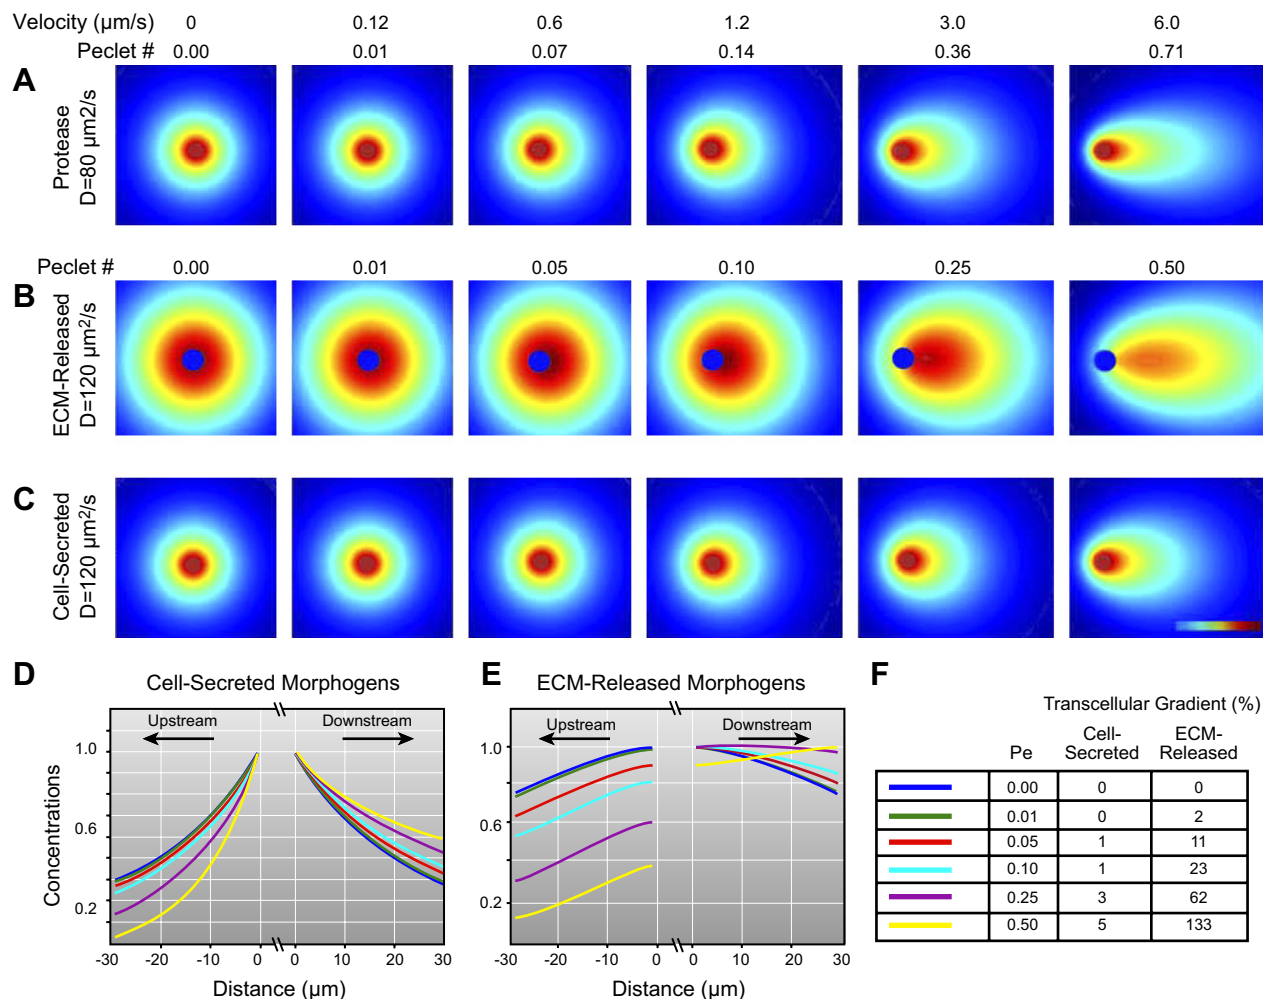 Velocity (µm/s) 0 0.12 0.6 1.2 3.0 6.0
Peclet # 0.00 0.01 0.07 0.14 0.36 0.71
A
Protease
D=80 µm2/s
Peclet # 0.00 0.01 0.05 0.10 0.25 0.50
B
ECM-Released
D=120 µm²/s
C
Cell-Secreted
D=120 µm²/s
D
Cell-Secreted Morphogens
Upstream Downstream
Concentrations
1.0
0.6
0.2
-30 -20 -10 0 0 10 20 30
Distance (µm)
E
ECM-Released Morphogens
Upstream Downstream
1.0
0.6
0.2
-30 -20 -10 0 0 10 20 30
Distance (µm)
F
Transcellular Gradient (%)
Pe Cell-Secreted ECM-Released
0.00 0 0
0.01 0 2
0.05 1 11
0.10 1 23
0.25 3 62
0.50 5 133